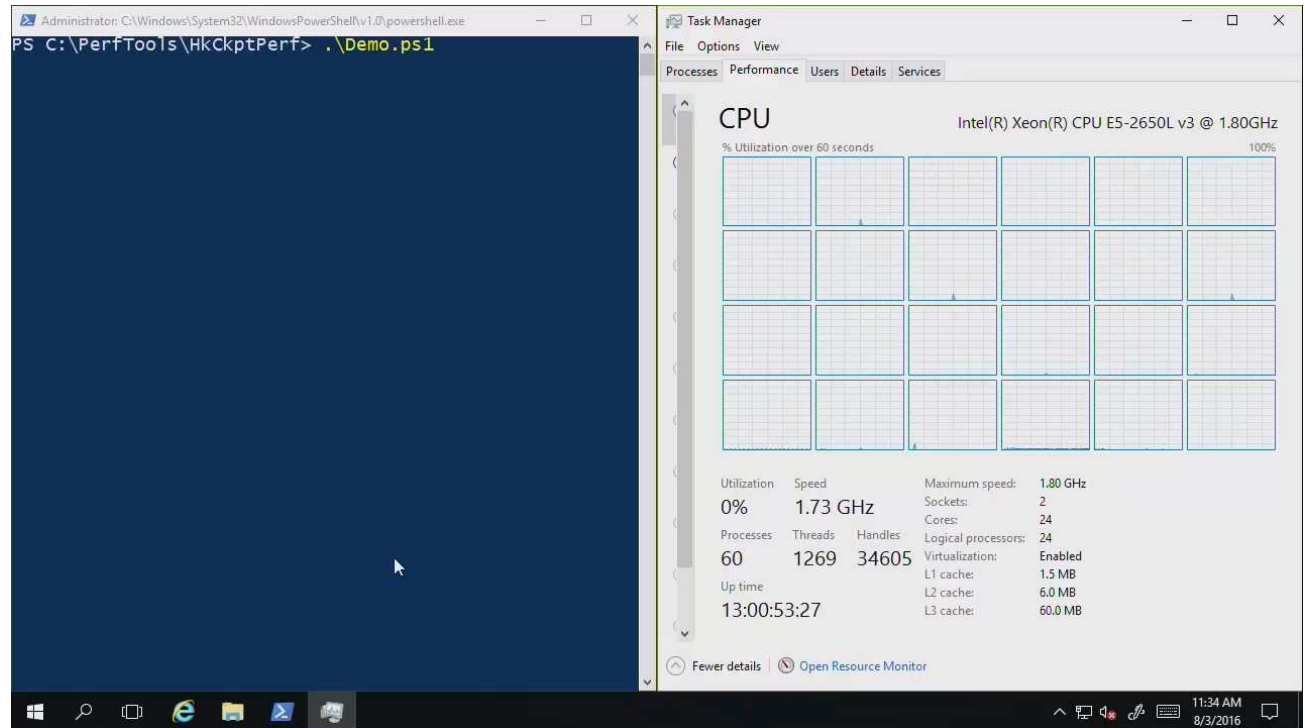 Administrator: C:\Windows\System32\WindowsPowerShell\v1.0\powershell.exe
PS C:\PerfTools\HkCkptPerf> .\Demo.ps1
Task Manager
File Options View
Processes Performance Users Details Services
CPU
Intel(R) Xeon(R) CPU E5-2650L v3 @ 1.80GHz
% Utilization over 60 seconds
100%
Utilization Speed
0% 1.73 GHz
Processes Threads Handles
60 1269 34605
Up time
13:00:53:27
Maximum speed: 1.80 GHz
Sockets: 2
Cores: 24
Logical processors: 24
Virtualization: Enabled
L1 cache: 1.5 MB
L2 cache: 6.0 MB
L3 cache: 60.0 MB
Fewer details
Open Resource Monitor
11:34 AM
8/3/2016